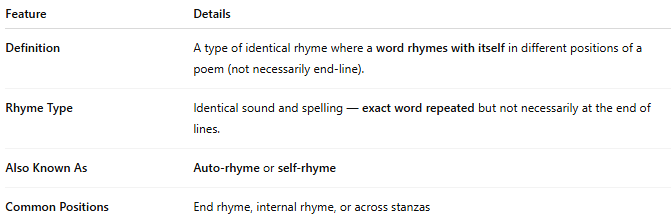 Feature Details
Definition A type of identical rhyme where a word rhymes with itself in different positions of a
poem (not necessarily end-line).
Rhyme Type Identical sound and spelling — exact word repeated but not necessarily at the end of
lines.
Also Known As Auto-rhyme or self-rhyme
Common Positions End rhyme, internal rhyme, or across stanzas